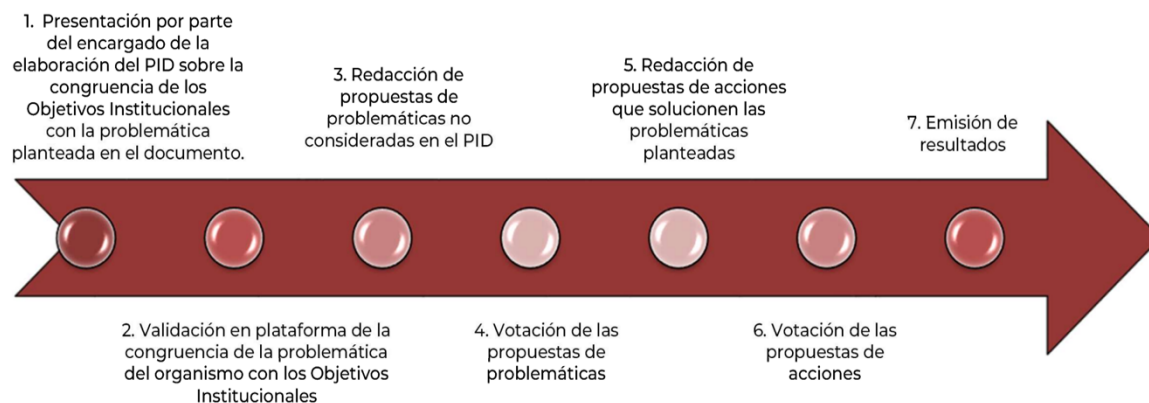 1. Presentación por parte
del encargado de la
elaboración del PID sobre la
congruencia de los
Objetivos Institucionales
con la problemática
planteada en el documento.
2. Validación en plataforma de la
congruencia de la problemática
del organismo con los Objetivos
Institucionales
3. Redacción de
propuestas de
problemáticas no
consideradas en el PID
4. Votación de las
propuestas de
problemáticas
5. Redacción de
propuestas de acciones
que solucionen las
problemáticas
planteadas
6. Votación de las
propuestas de
acciones
7. Emisión de
resultados